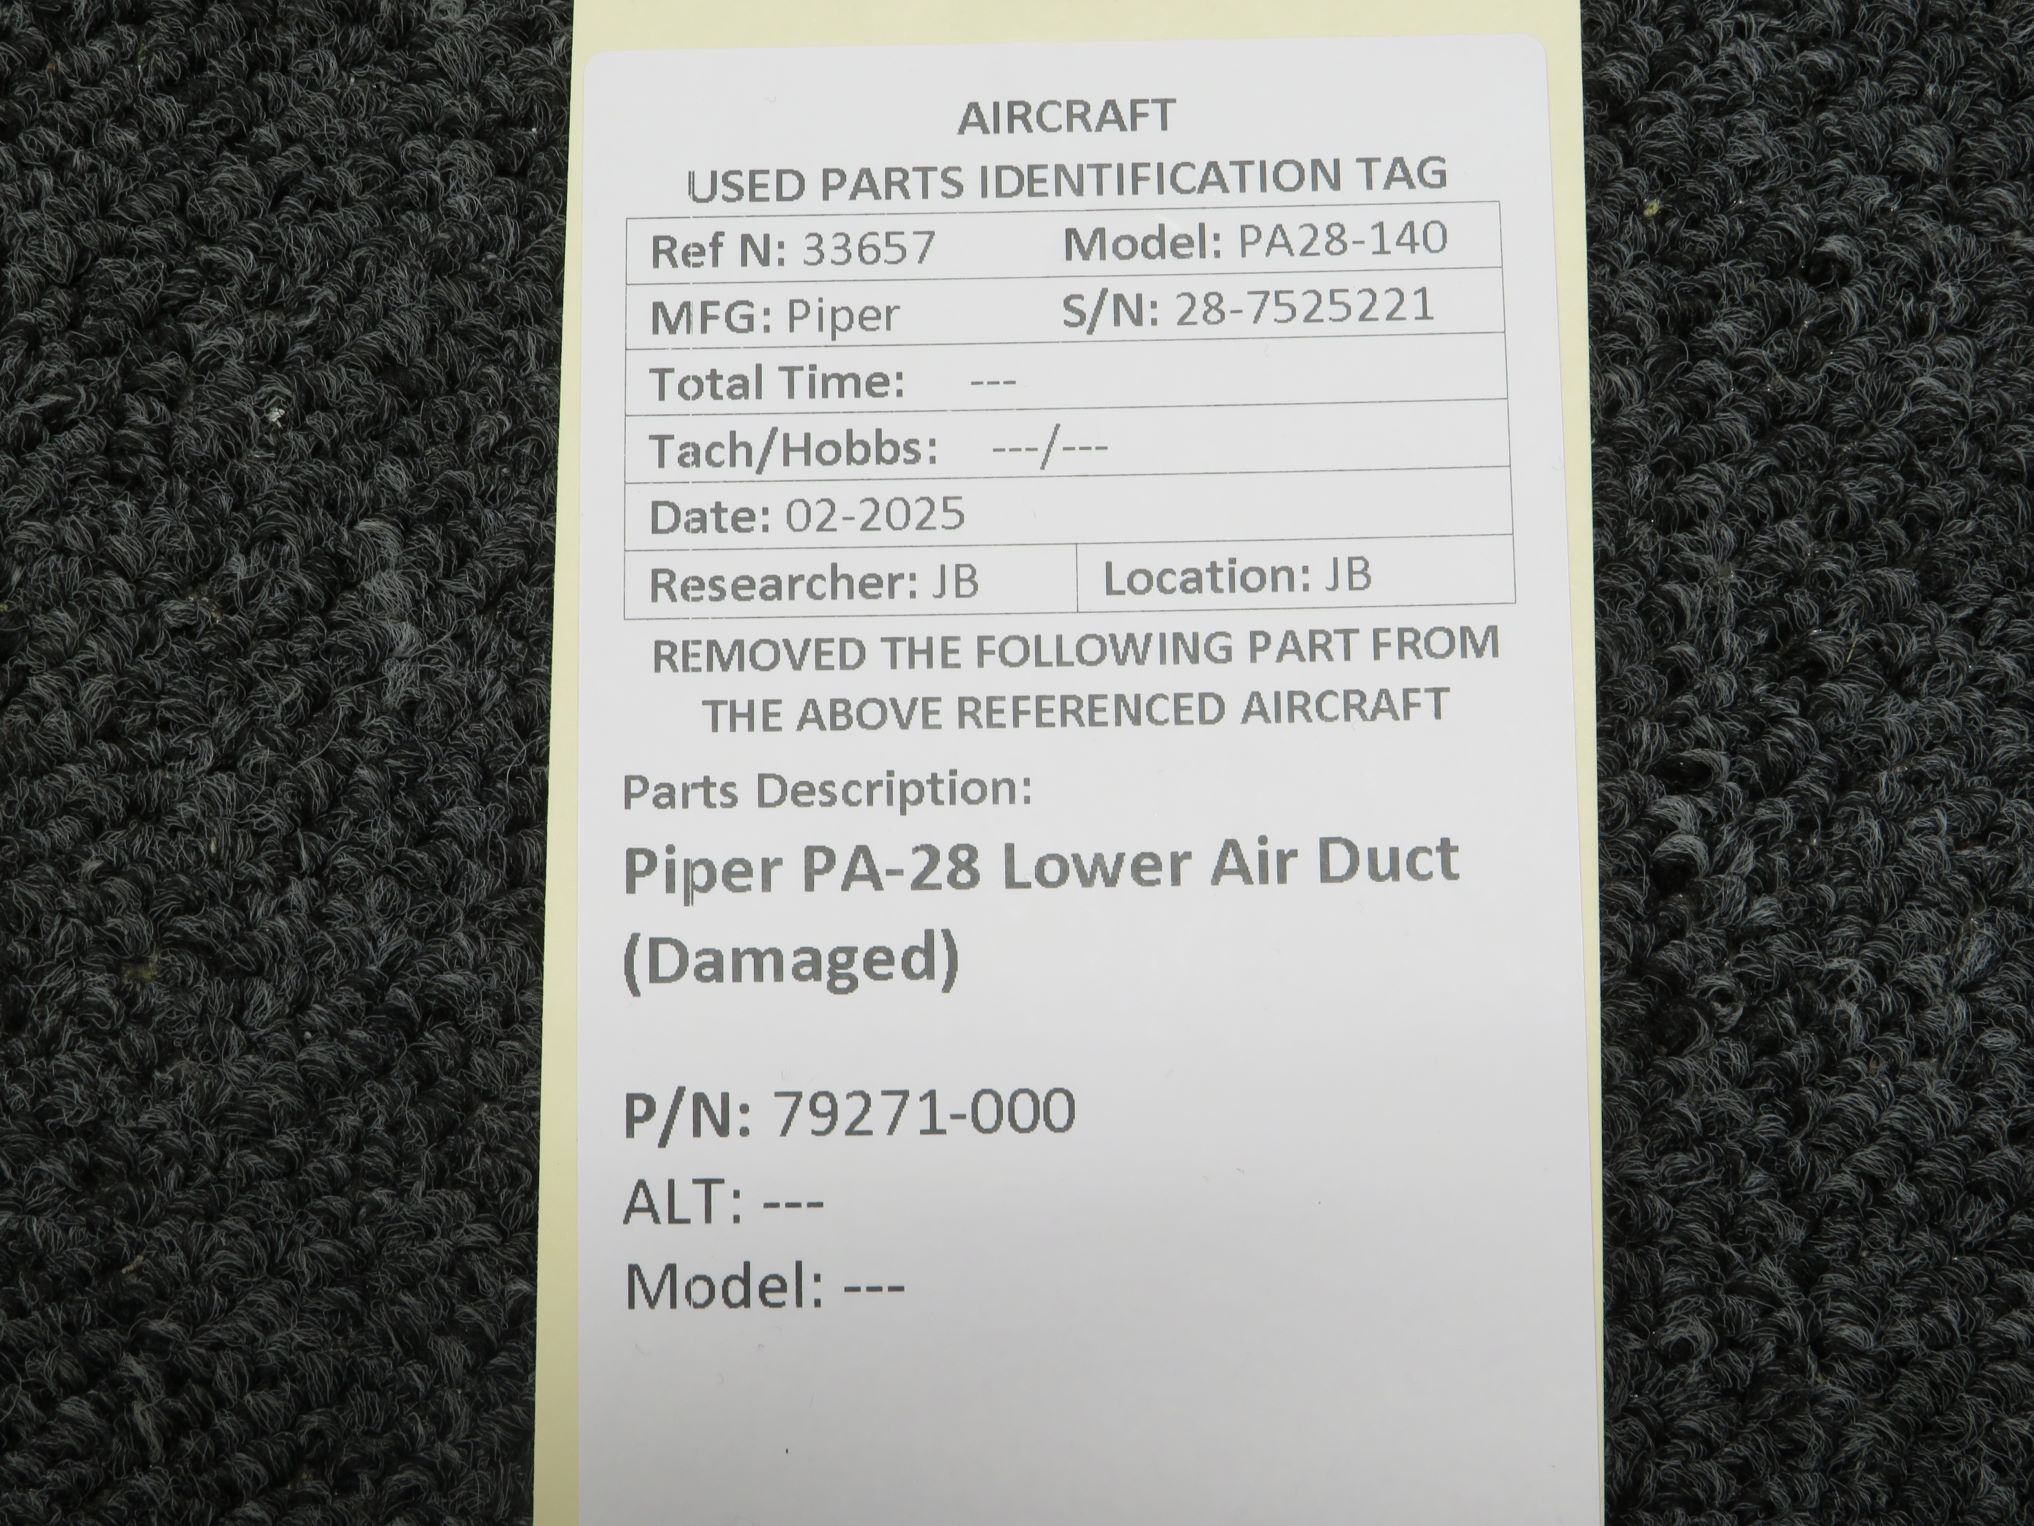 AIRCRAFT
USED PARTS IDENTIFICATION TAG
Ref N: 33657 Model: PA28-140
MFG: Piper S/N: 28-7525221
Total Time: ---
Tach/Hobbs: ---/---
Date: 02-2025
Researcher: JB Location: JB
REMOVED THE FOLLOWING PART FROM
THE ABOVE REFERENCED AIRCRAFT
Parts Description:
Piper PA-28 Lower Air Duct
(Damaged)
P/N: 79271-000
ALT: ---
Model: ---